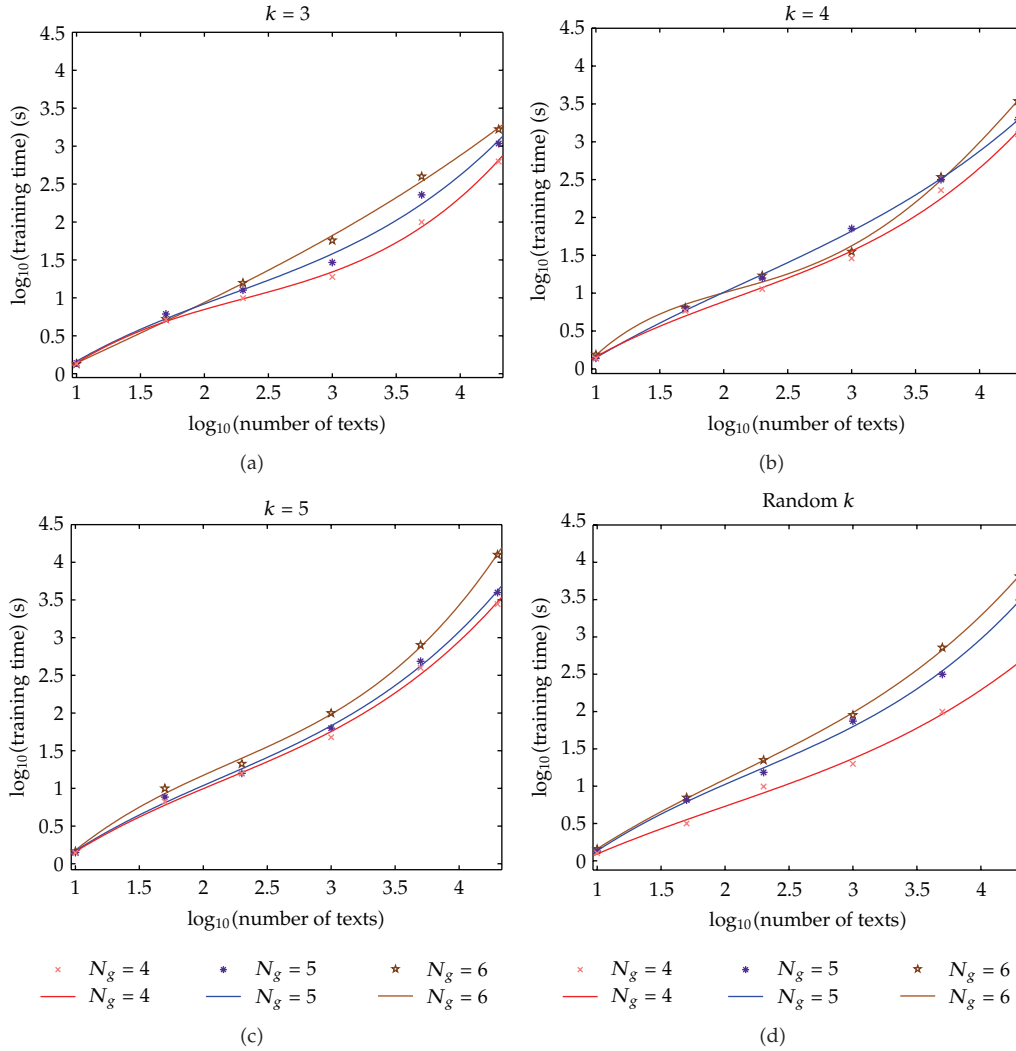 k = 3
4.5
4
3.5
3
2.5
2
1.5
1
0.5
0
log10(training time) (s)
1 1.5 2 2.5 3 3.5 4
log10(number of texts)
(a)
k = 4
4.5
4
3.5
3
2.5
2
1.5
1
0.5
0
log10(training time) (s)
1 1.5 2 2.5 3 3.5 4
log10(number of texts)
(b)
k = 5
4.5
4
3.5
3
2.5
2
1.5
1
0.5
0
log10(training time) (s)
1 1.5 2 2.5 3 3.5 4
log10(number of texts)
Ng = 4 Ng = 5 Ng = 6
Ng = 4 Ng = 5 Ng = 6
(c)
Random k
4.5
4
3.5
3
2.5
2
1.5
1
0.5
0
log10(training time) (s)
1 1.5 2 2.5 3 3.5 4
log10(number of texts)
Ng = 4 Ng = 5 Ng = 6
Ng = 4 Ng = 5 Ng = 6
(d)